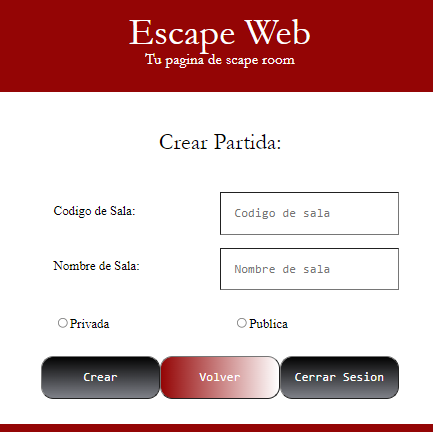 Escape Web
Tu pagina de scape room
Crear Partida:
Codigo de Sala:
Codigo de sala
Nombre de Sala:
Nombre de sala
Privada
Publica
Crear
Volver
Cerrar Sesion